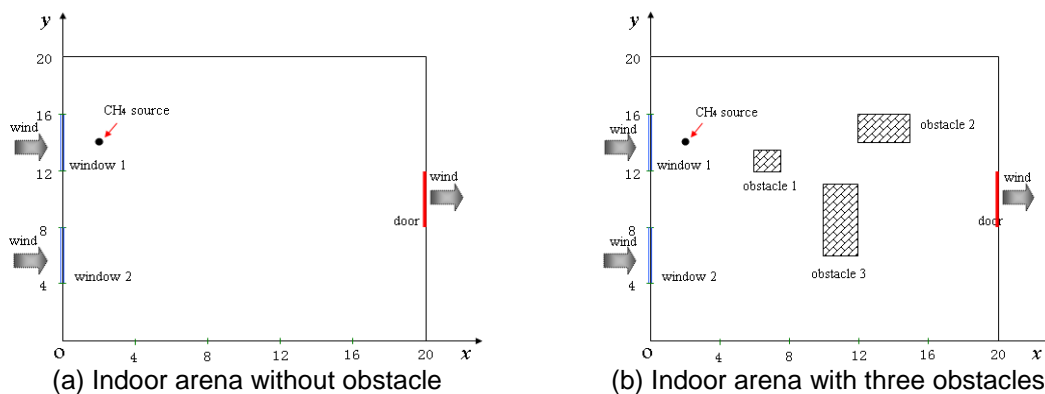 y
20
16
CH₄ source
wind
window 1
12
wind
8
door
wind
window 2
4
O
4
8
12
16
20
x
(a) Indoor arena without obstacle
y
20
16
CH₄ source
obstacle 2
wind
window 1
12
obstacle 1
wind
8
door
wind
window 2
obstacle 3
4
O
4
8
12
16
20
x
(b) Indoor arena with three obstacles